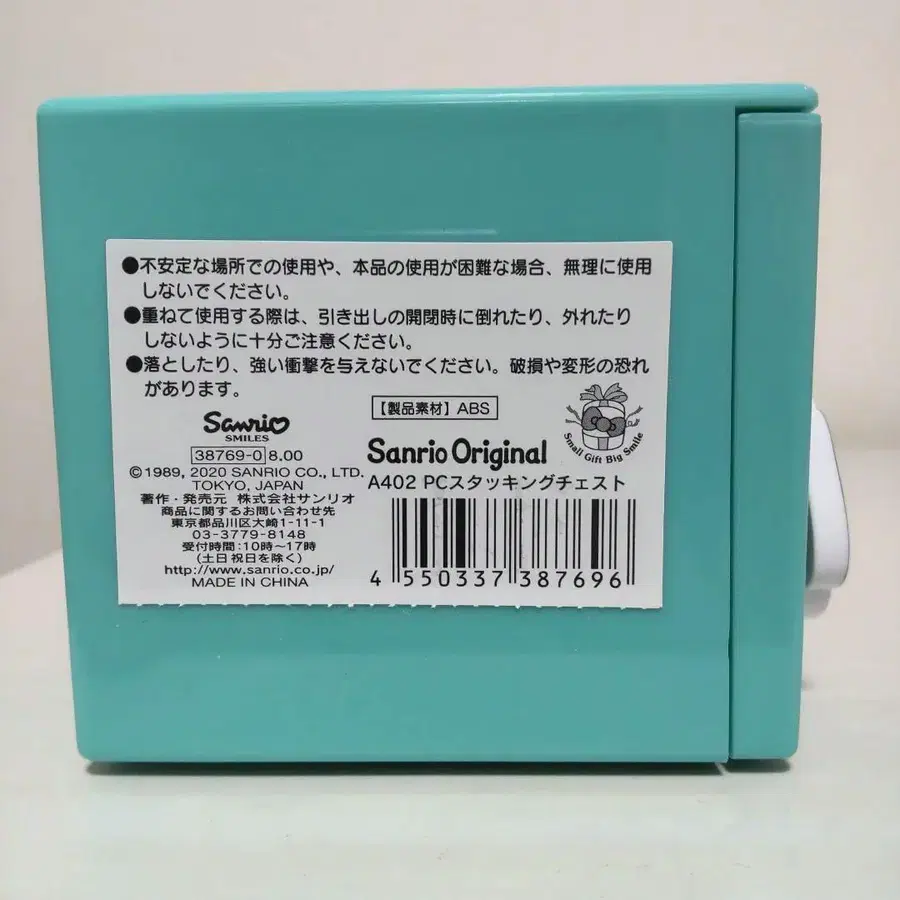 ●不安定な場所での使用や、本品の使用が困難な場合、無理に使用
しないでください。
●重ねて使用する際は、引き出しの開閉時に倒れたり、外れたり
しないように十分ご注意ください。
●落としたり、強い衝撃を与えないでください。破損や変形の恐れ
があります。
Sanrio
SMILES
38769-0 8.00
©1989, 2020 SANRIO CO., LTD.
TOKYO, JAPAN
著作・発売元 株式会社サンリオ
商品に関するお問い合わせ先
東京都品川区大崎1-11-1
03-3779-8148
受付時間:10時〜17時
(土日祝日を除く)
http://www.sanrio.co.jp/
MADE IN CHINA
【製品素材】ABS
Sanrio Original
Small Gift Big Smile
A402 PCスタッキングチェスト
4 550337 387696